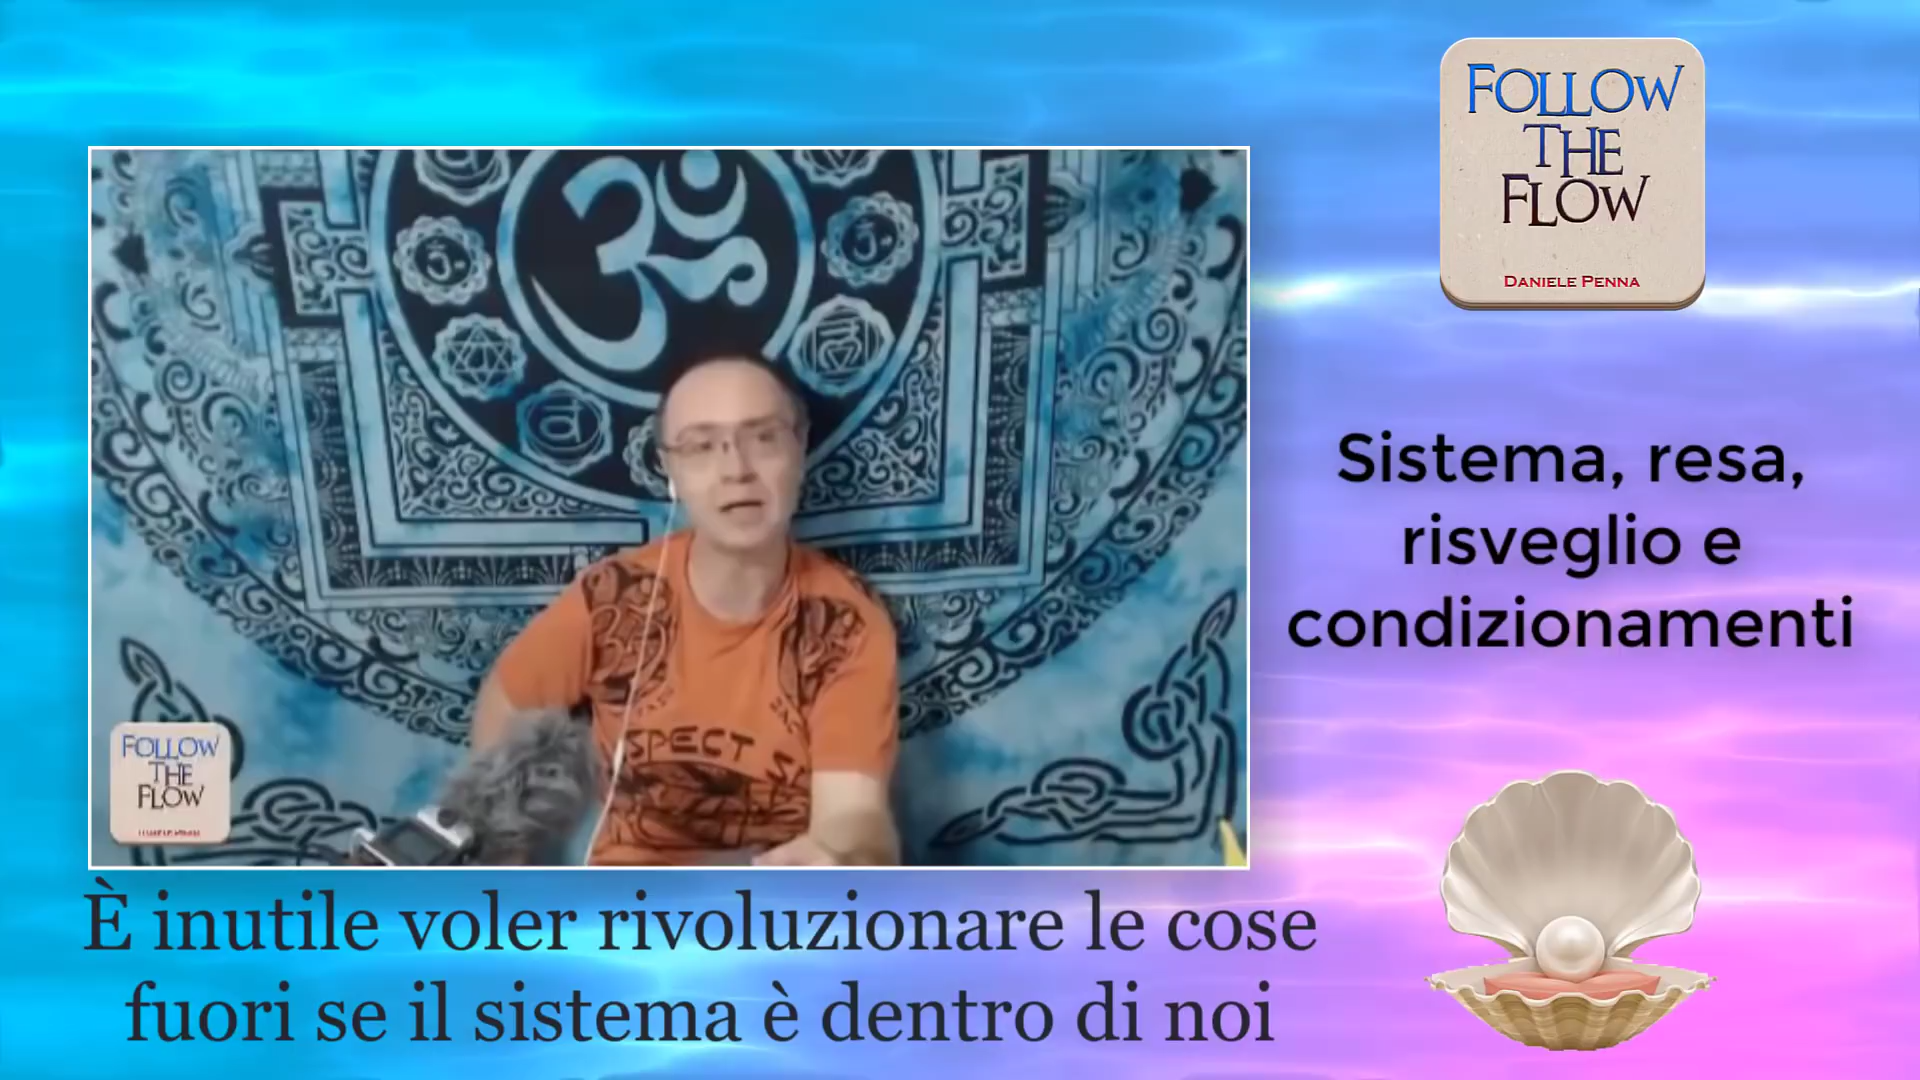 FOLLOW
THE
FLOW
DANIELE PENNA
Sistema, resa,
risveglio e
condizionamenti
ॐ
SPECT
FOLLOW
THE
FLOW
È inutile voler rivoluzionare le cose
fuori se il sistema è dentro di noi